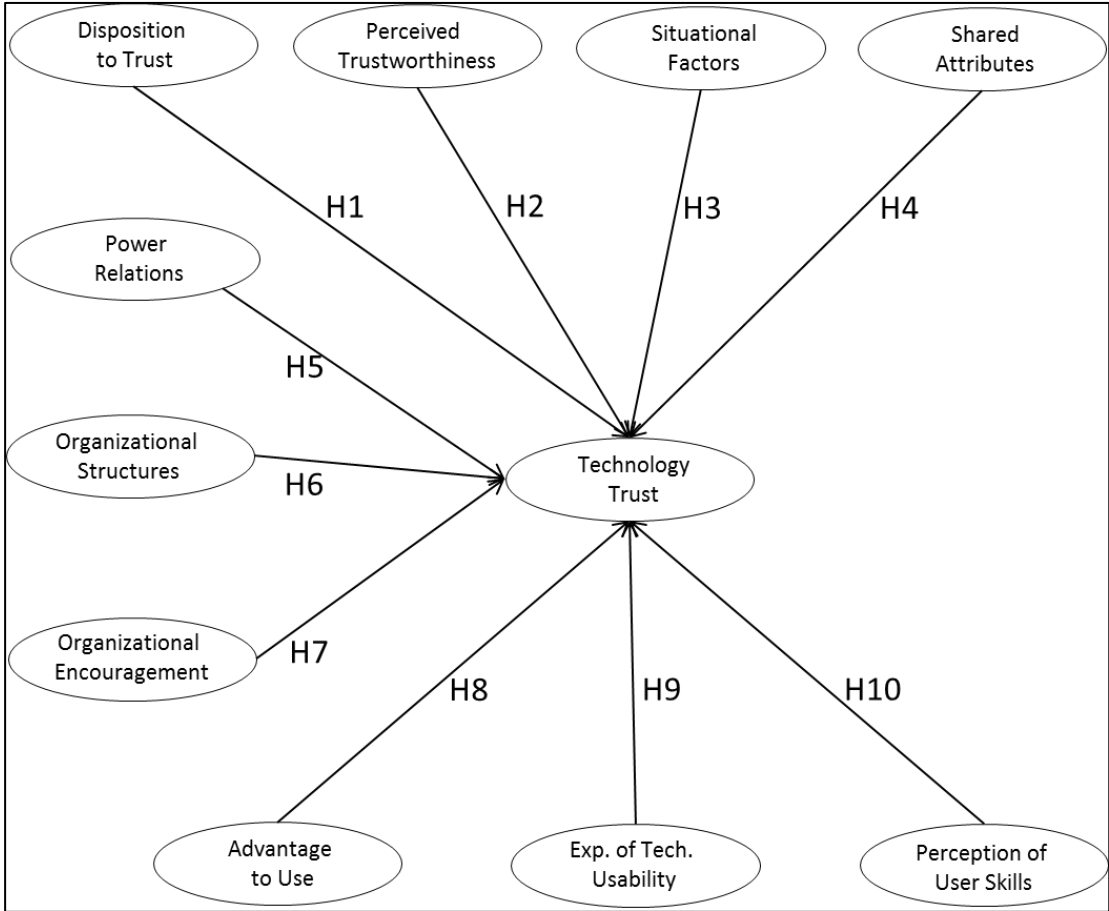 Disposition
to Trust
Perceived
Trustworthiness
Situational
Factors
Shared
Attributes
H1
H2
H3
H4
Power
Relations
H5
Organizational
Structures
H6
Technology
Trust
Organizational
Encouragement
H7
H8
H9
H10
Advantage
to Use
Exp. of Tech.
Usability
Perception of
User Skills